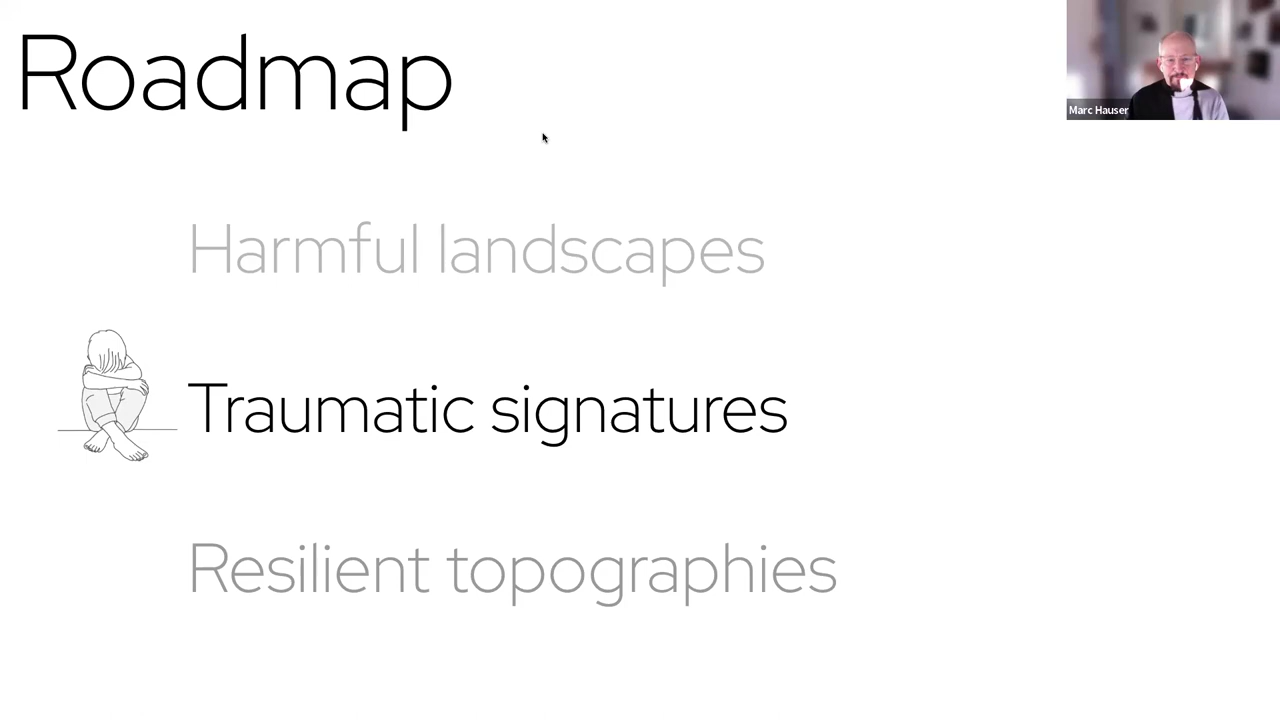 Roadmap
Marc Hauser
Harmful landscapes
Traumatic signatures
Resilient topographies